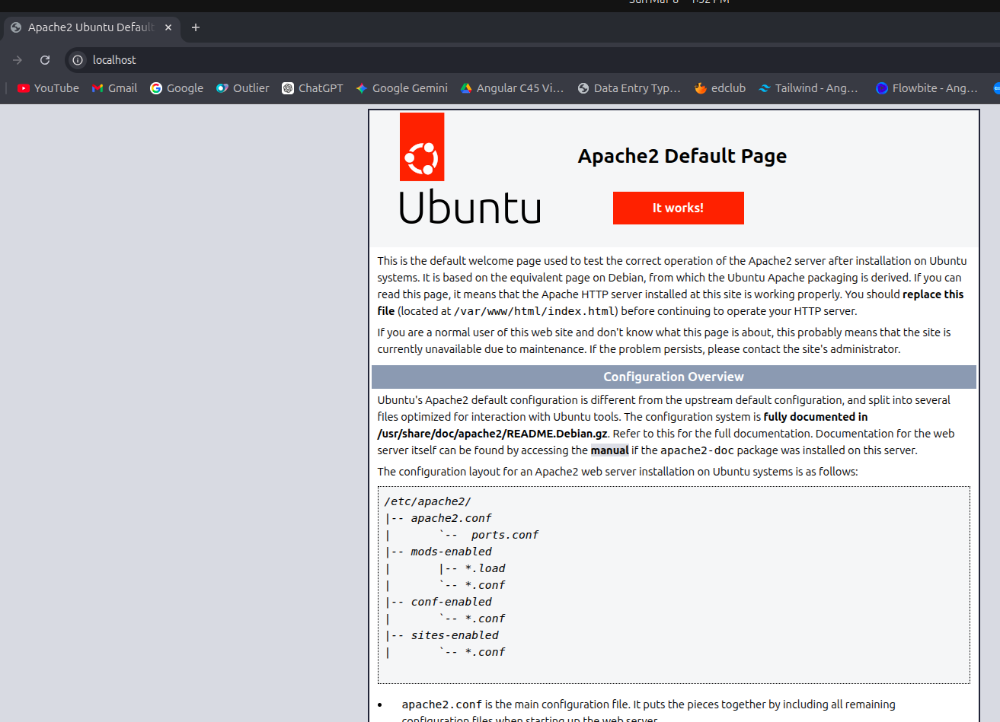 Apache2 Ubuntu Default
localhost
YouTube Gmail Google Outlier ChatGPT Google Gemini Angular C45 Vi... Data Entry Typ... edclub Tailwind - Ang... Flowbite - Ang...
Ubuntu
Apache2 Default Page
It works!
This is the default welcome page used to test the correct operation of the Apache2 server after installation on Ubuntu
systems. It is based on the equivalent page on Debian, from which the Ubuntu Apache packaging is derived. If you can
read this page, it means that the Apache HTTP server installed at this site is working properly. You should replace this
file (located at /var/www/html/index.html) before continuing to operate your HTTP server.
If you are a normal user of this web site and don't know what this page is about, this probably means that the site is
currently unavailable due to maintenance. If the problem persists, please contact the site's administrator.
Configuration Overview
Ubuntu's Apache2 default configuration is different from the upstream default configuration, and split into several
files optimized for interaction with Ubuntu tools. The configuration system is fully documented in
/usr/share/doc/apache2/README.Debian.gz. Refer to this for the full documentation. Documentation for the web
server itself can be found by accessing the manual if the apache2-doc package was installed on this server.
The configuration layout for an Apache2 web server installation on Ubuntu systems is as follows:
/etc/apache2/
|-- apache2.conf
|       `--  ports.conf
|-- mods-enabled
|       |-- *.load
|       `-- *.conf
|-- conf-enabled
|       `-- *.conf
|-- sites-enabled
|       `-- *.conf
• apache2.conf is the main configuration file. It puts the pieces together by including all remaining
configuration files when starting up the web server.